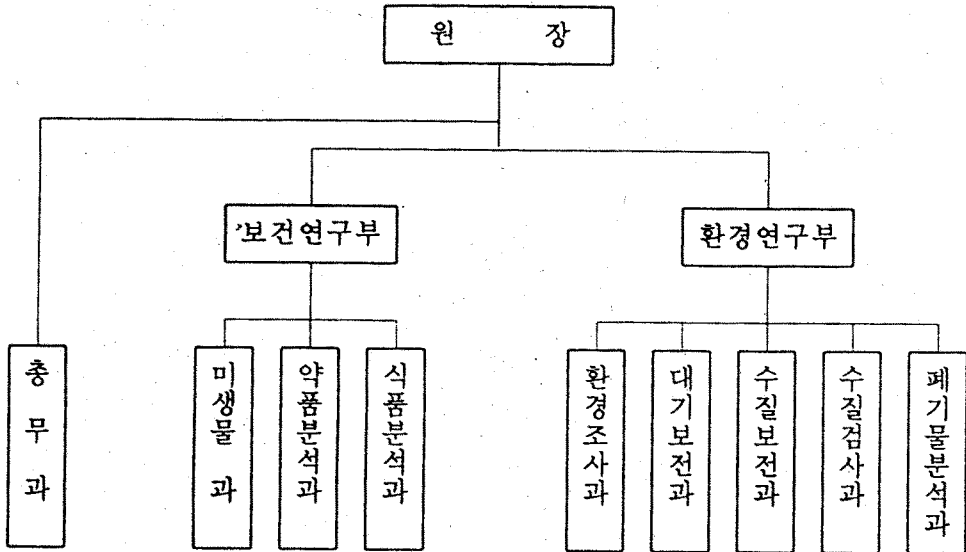 원 장
보건연구부
환경연구부
총무과
미생물과
약품분석과
식품분석과
환경조사과
대기보전과
수질보전과
수질검사과
폐기물분석과